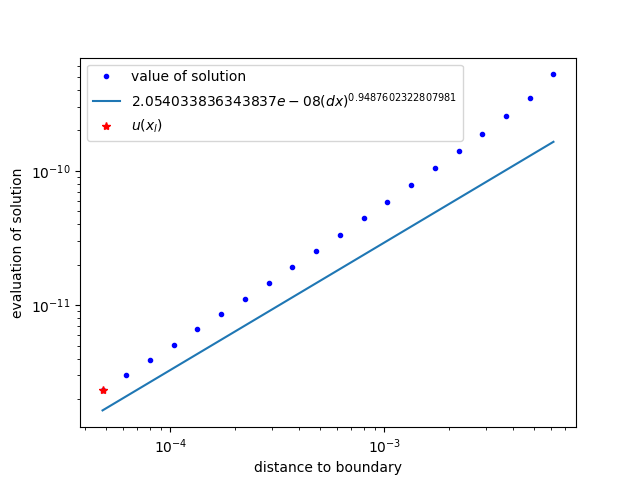 value of solution
2.054033836343837e − 08(dx)^0.9487602322807981
u(x_l)
10^−10
10^−11
evaluation of solution
10^−4
10^−3
distance to boundary